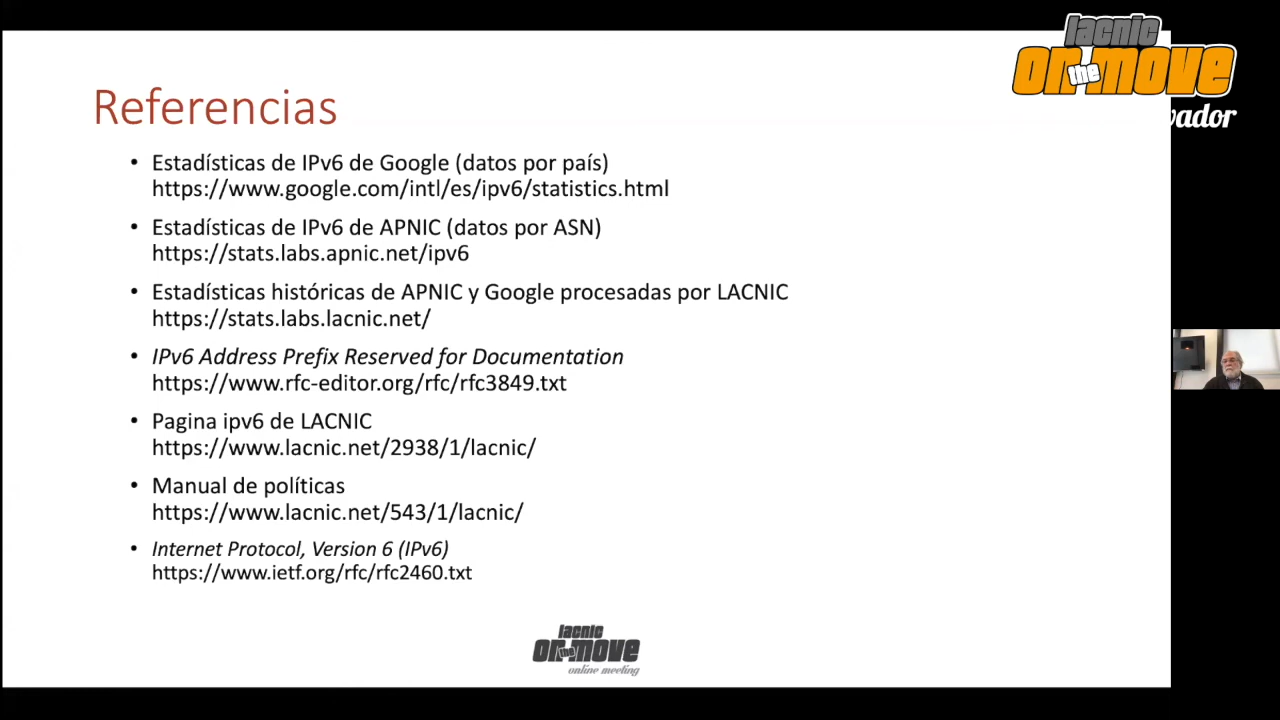 lacnic
on the move
vador
Referencias
• Estadísticas de IPv6 de Google (datos por país)
https://www.google.com/intl/es/ipv6/statistics.html
• Estadísticas de IPv6 de APNIC (datos por ASN)
https://stats.labs.apnic.net/ipv6
• Estadísticas históricas de APNIC y Google procesadas por LACNIC
https://stats.labs.lacnic.net/
• IPv6 Address Prefix Reserved for Documentation
https://www.rfc-editor.org/rfc/rfc3849.txt
• Pagina ipv6 de LACNIC
https://www.lacnic.net/2938/1/lacnic/
• Manual de políticas
https://www.lacnic.net/543/1/lacnic/
• Internet Protocol, Version 6 (IPv6)
https://www.ietf.org/rfc/rfc2460.txt
lacnic
on the move
online meeting